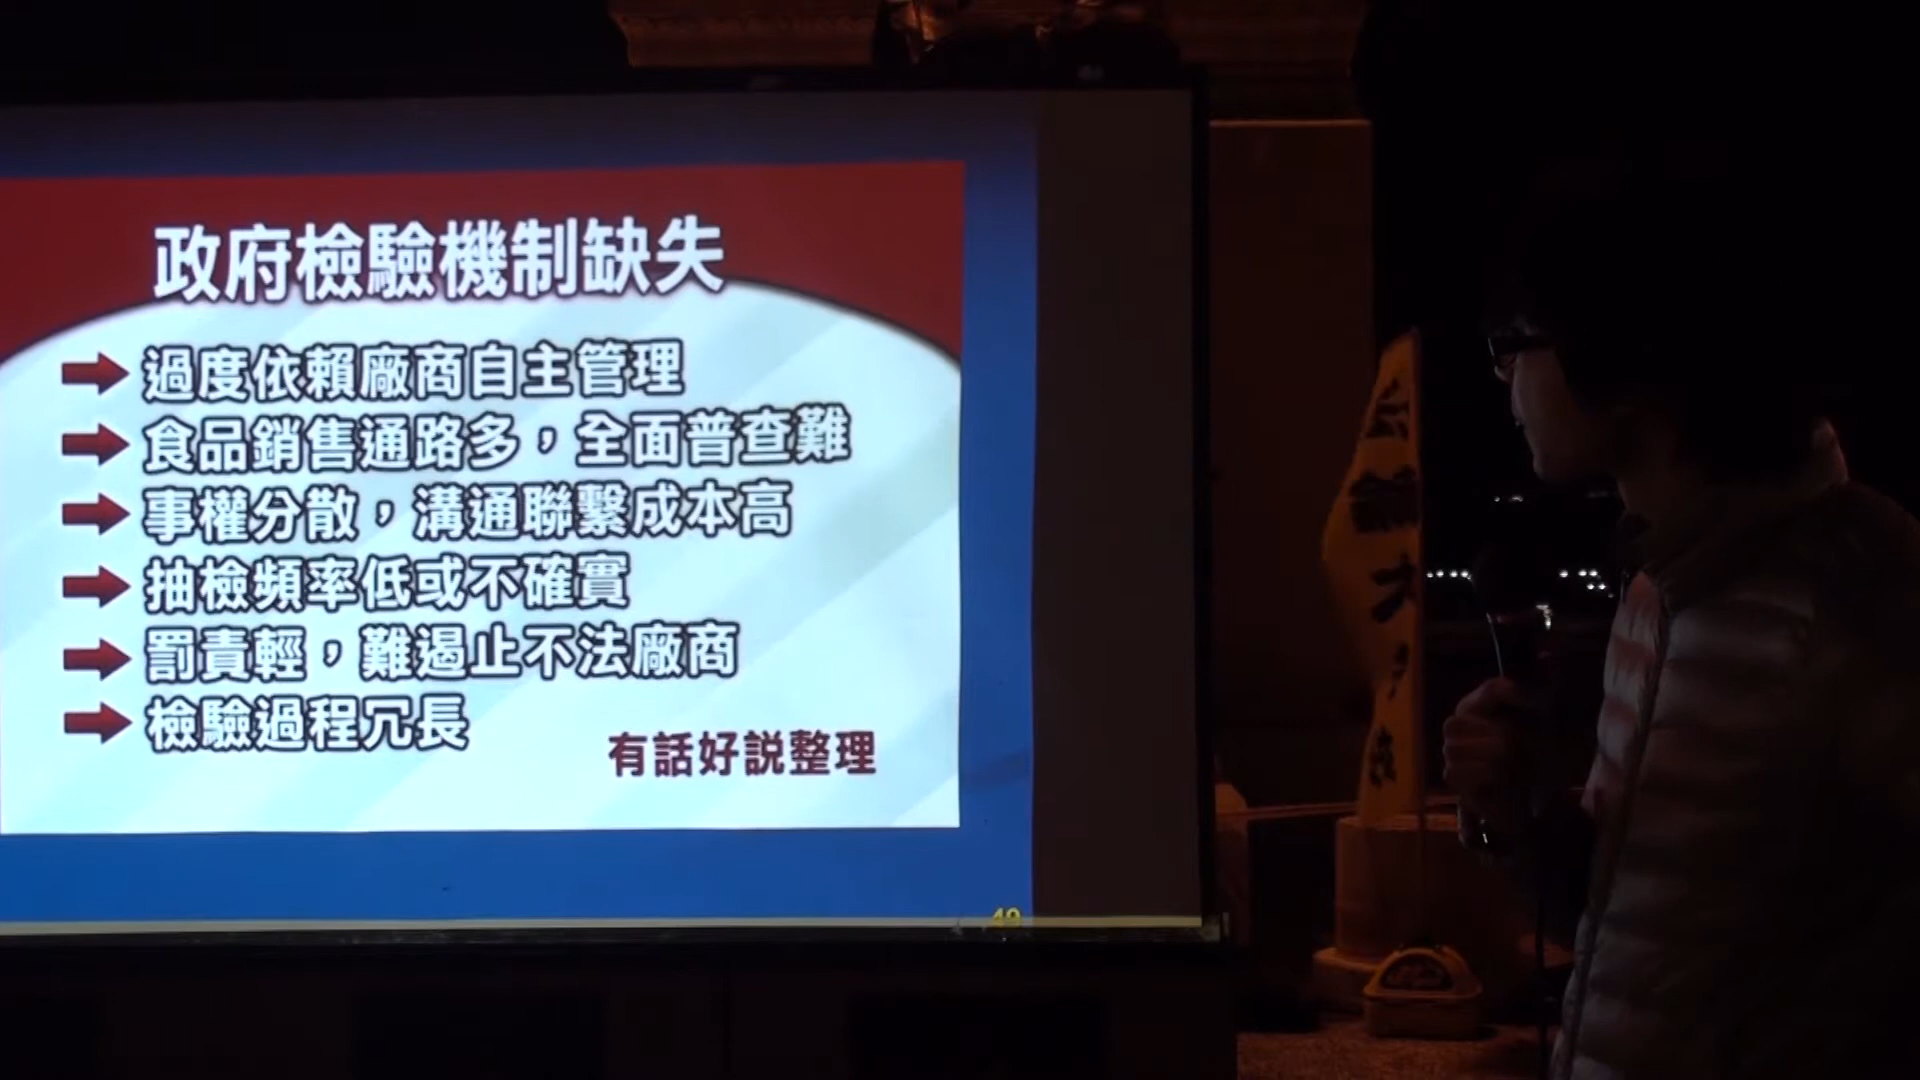 政府檢驗機制缺失
過度依賴廠商自主管理
食品銷售通路多，全面普查難
事權分散，溝通聯繫成本高
抽檢頻率低或不確實
罰責輕，難遏止不法廠商
檢驗過程冗長
有話好説整理
49